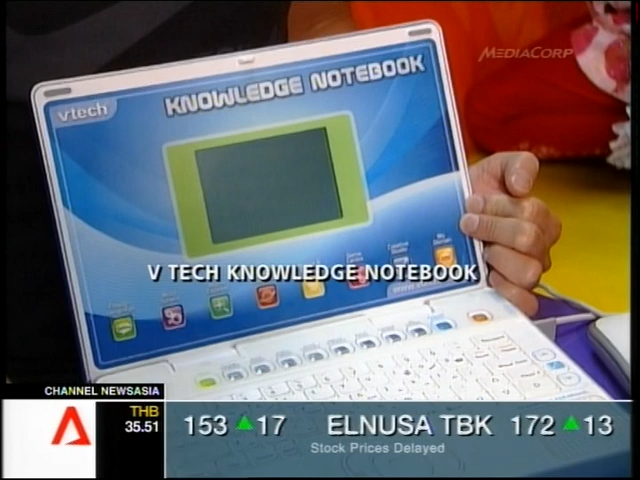 MEDIACORP
vtech
KNOWLEDGE NOTEBOOK
V TECH KNOWLEDGE NOTEBOOK
CHANNEL NEWSASIA
THB
35.51
153 ▲17 ELNUSA TBK 172 ▲13
Stock Prices Delayed